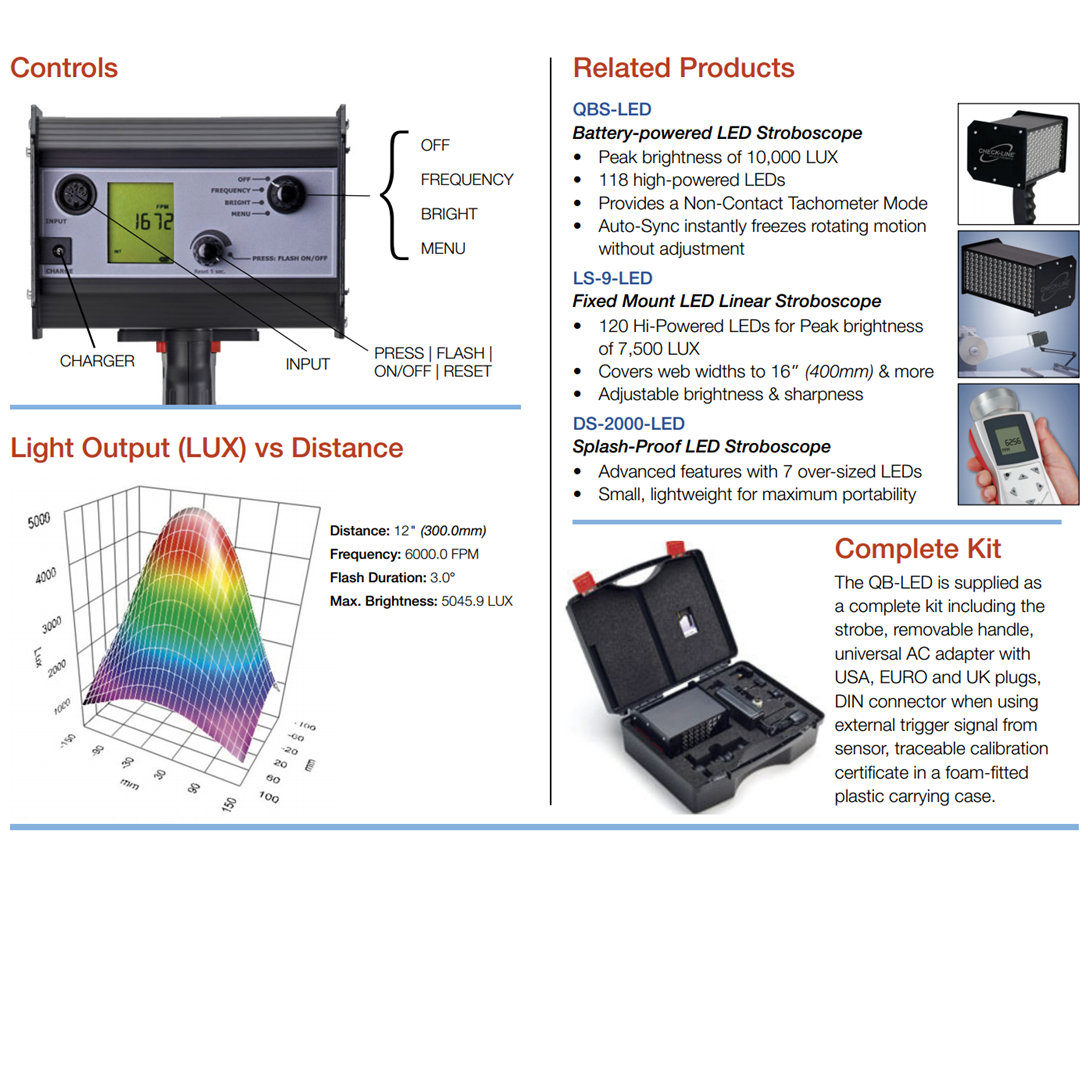 Controls
OFF
FREQUENCY
BRIGHT
MENU
INPUT
FPM
1672
INT
OFF
FREQUENCY
BRIGHT
MENU
PRESS: FLASH ON/OFF
Reset 5 sec.
CHARGE
CHARGER
INPUT
PRESS | FLASH |
ON/OFF | RESET
Light Output (LUX) vs Distance
5000
4000
3000
2000
1000
Lux
-150
-90
-30
30
90
150
mm
-100
-60
-20
20
60
100
mm
Distance: 12" (300.0mm)
Frequency: 6000.0 FPM
Flash Duration: 3.0°
Max. Brightness: 5045.9 LUX
Related Products
QBS-LED
Battery-powered LED Stroboscope
• Peak brightness of 10,000 LUX
• 118 high-powered LEDs
• Provides a Non-Contact Tachometer Mode
• Auto-Sync instantly freezes rotating motion
without adjustment
CHECK•LINE
LS-9-LED
Fixed Mount LED Linear Stroboscope
• 120 Hi-Powered LEDs for Peak brightness
of 7,500 LUX
• Covers web widths to 16” (400mm) & more
• Adjustable brightness & sharpness
CHECK•LINE
DS-2000-LED
Splash-Proof LED Stroboscope
• Advanced features with 7 over-sized LEDs
• Small, lightweight for maximum portability
6256
Complete Kit
The QB-LED is supplied as
a complete kit including the
strobe, removable handle,
universal AC adapter with
USA, EURO and UK plugs,
DIN connector when using
external trigger signal from
sensor, traceable calibration
certificate in a foam-fitted
plastic carrying case.